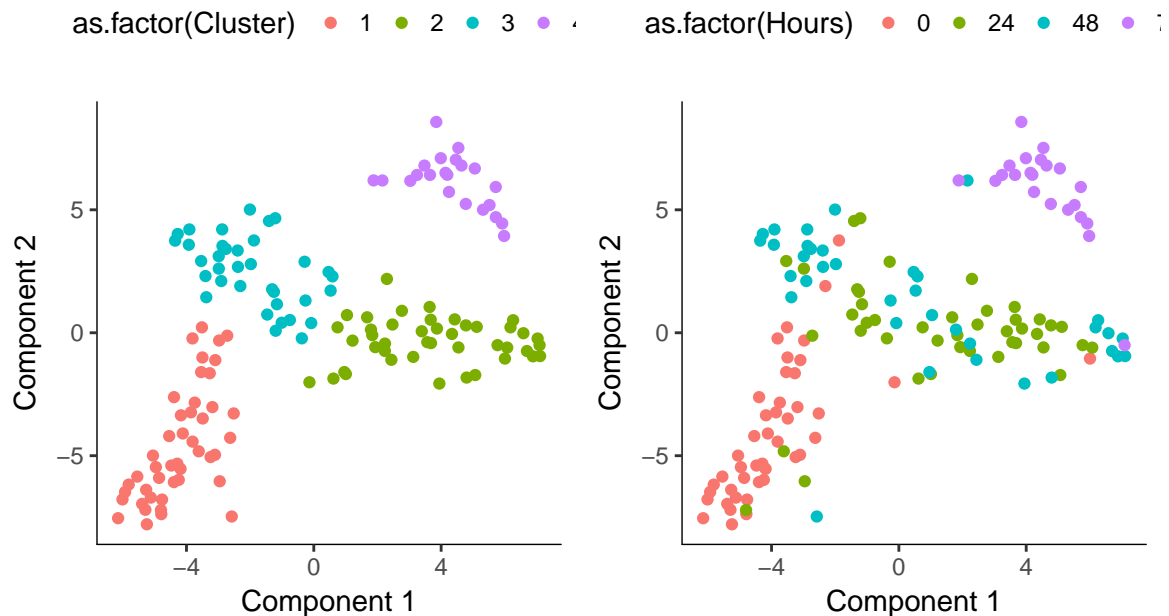 as.factor(Cluster) 1 2 3
as.factor(Hours) 0 24 48
Component 2
5
0
−5
−4 0 4
Component 1
Component 2
5
0
−5
−4 0 4
Component 1